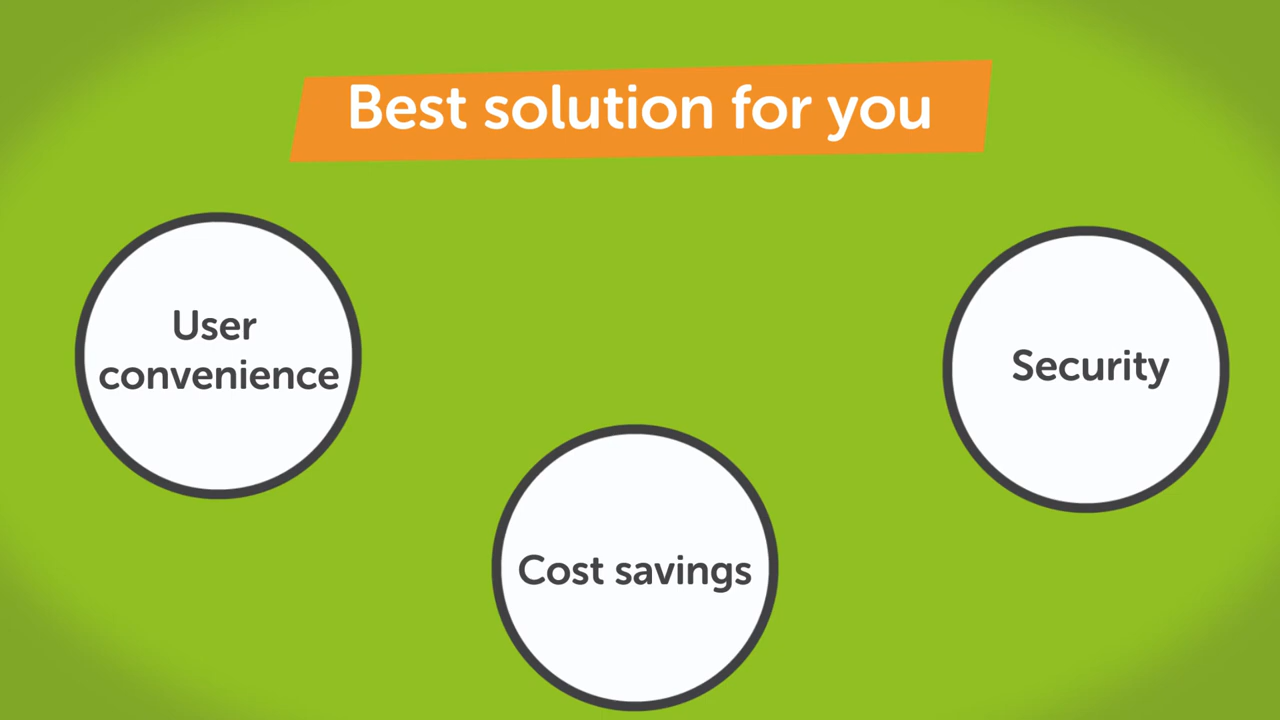 Best solution for you
User
convenience
Security
Cost savings